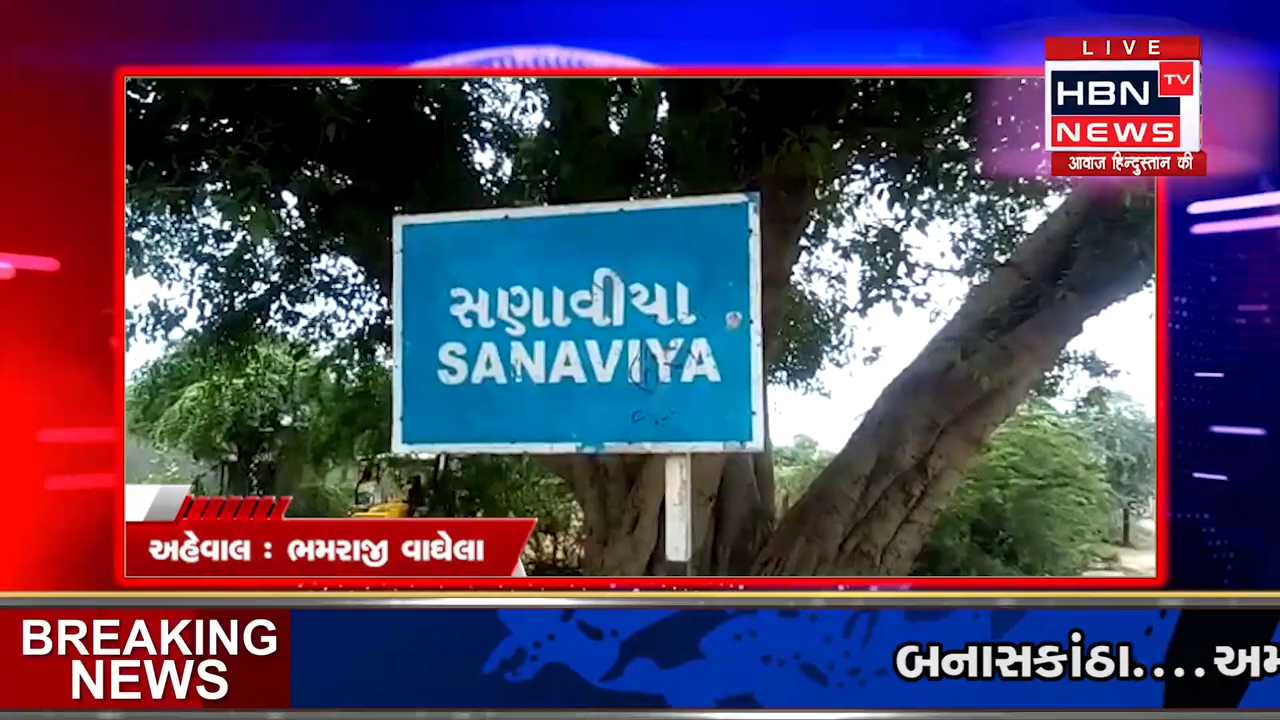 LIVE
HBN TV
NEWS
आवाज़ हिन्दुस्तान की
સણાવીયા
SANAVIYA
અહેવાલ : ભમરાજી વાઘેલા
BREAKING
NEWS
બનાસકાંઠા....અમ